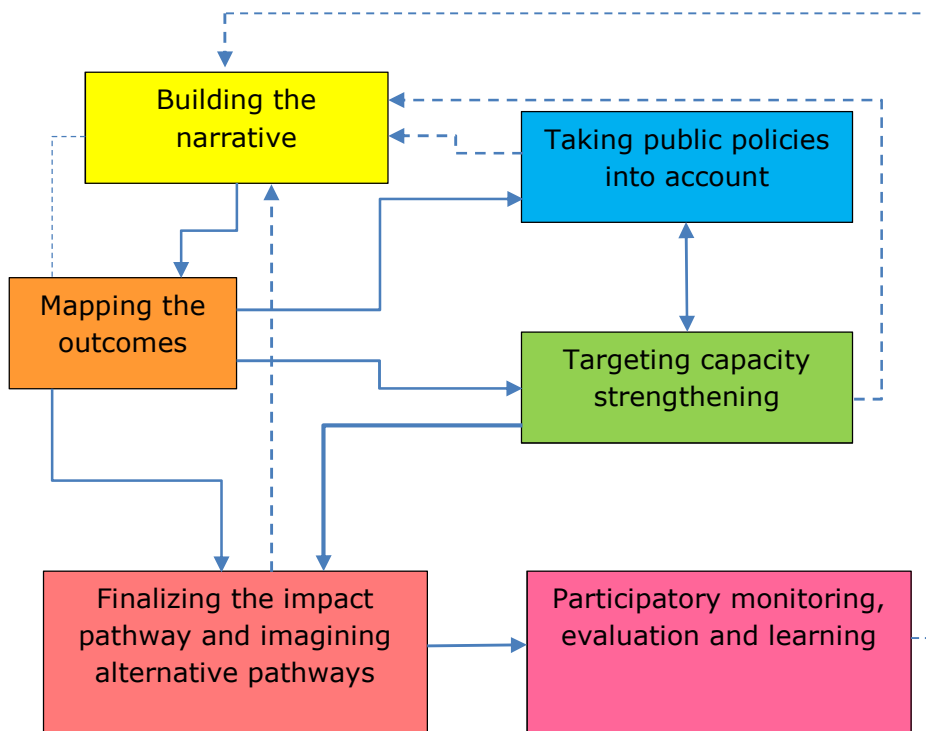 Building the
narrative
Taking public policies
into account
Mapping the
outcomes
Targeting capacity
strengthening
Finalizing the impact
pathway and imagining
alternative pathways
Participatory monitoring,
evaluation and learning